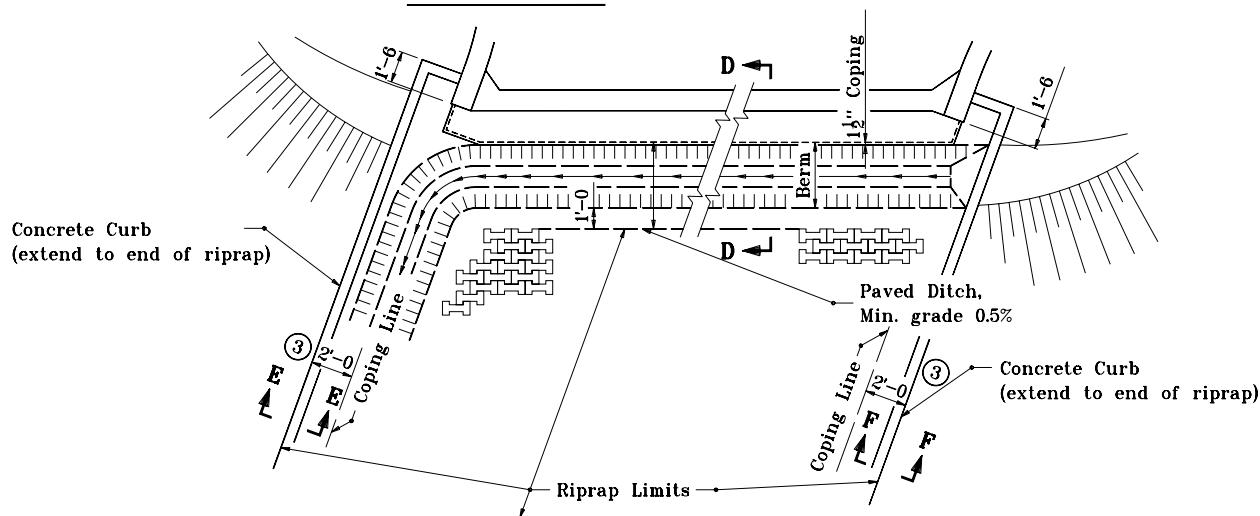 D
1'-6
1½" Coping
1'-6
Berm
1'-0
Concrete Curb
(extend to end of riprap)
D
Paved Ditch,
Min. grade 0.5%
Coping Line
3
2'-0
E
E
Coping Line
2'-0
3
Concrete Curb
(extend to end of riprap)
F
F
Riprap Limits